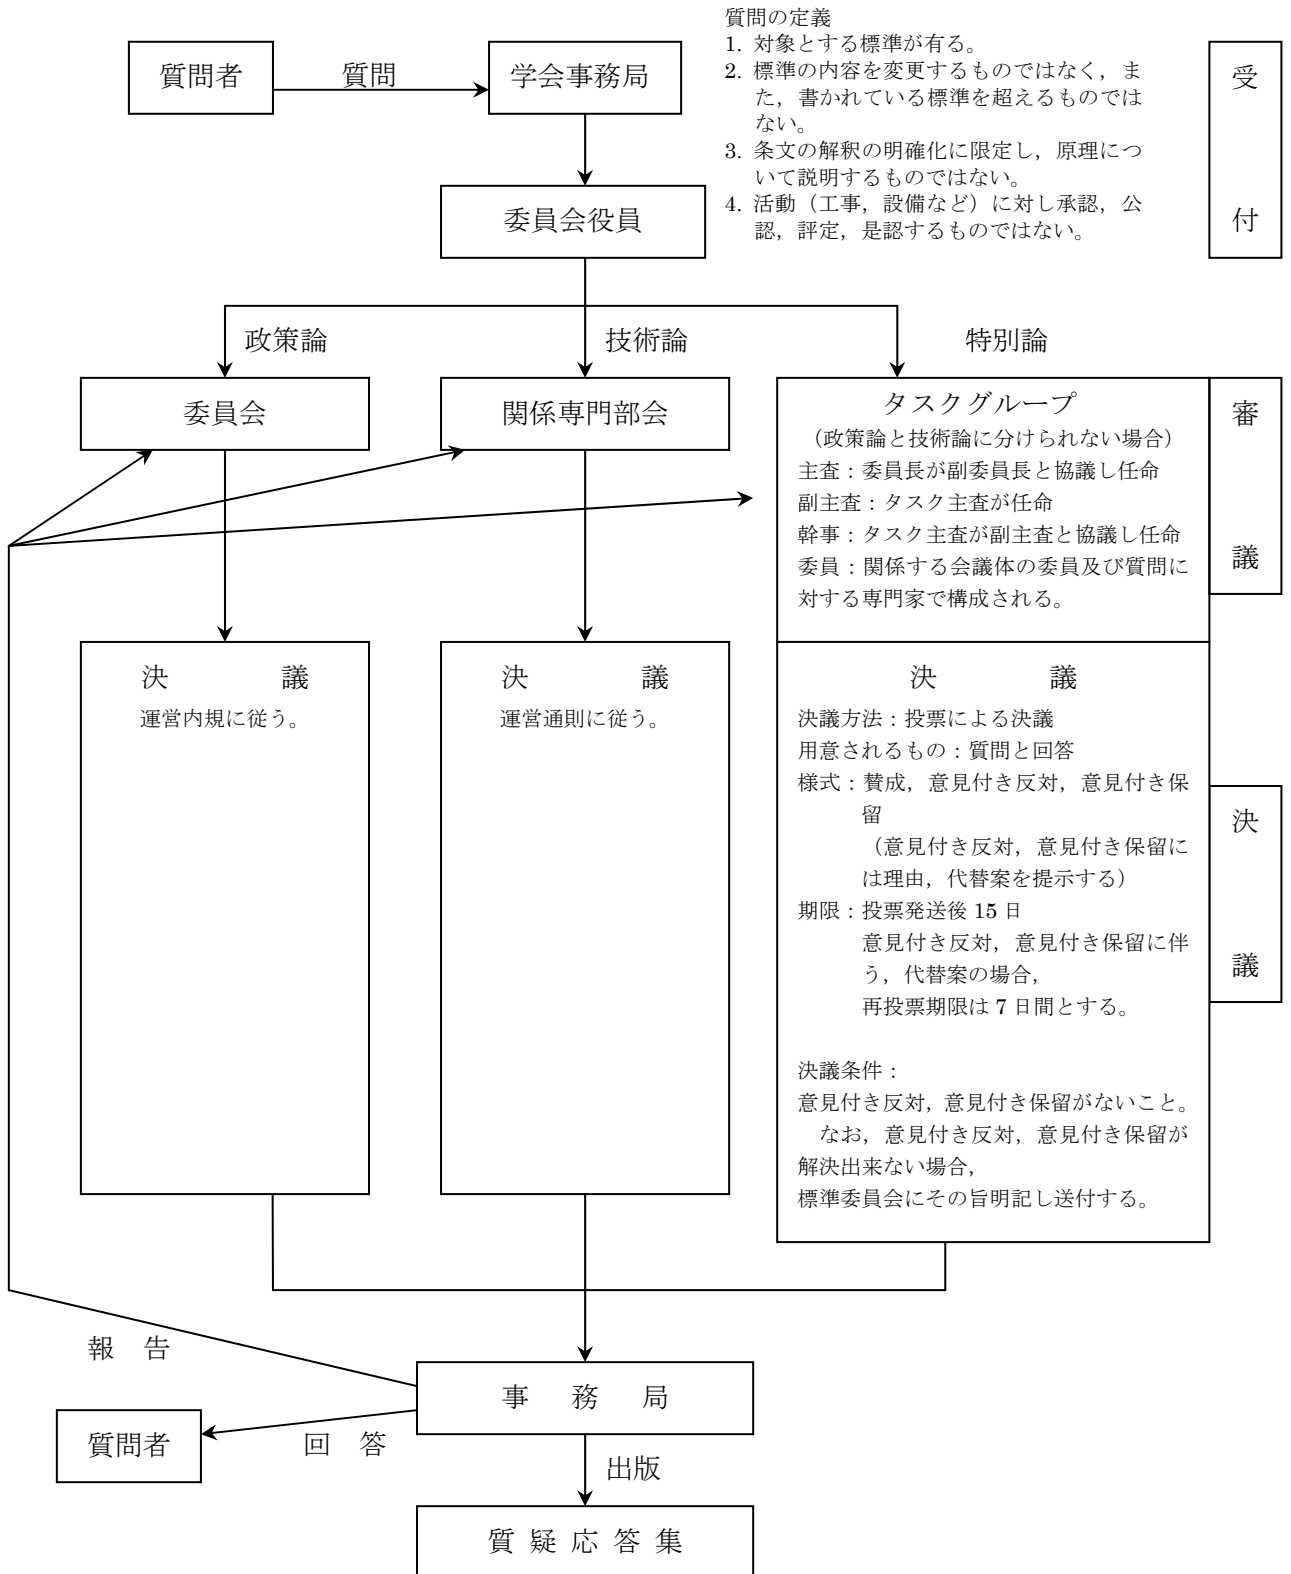 質問の定義
1. 対象とする標準が有る。
2. 標準の内容を変更するものではなく，ま
た，書かれている標準を超えるものでは
ない。
3. 条文の解釈の明確化に限定し，原理につ
いて説明するものではない。
4. 活動（工事，設備など）に対し承認，公
認，評定，是認するものではない。
質問者
質問
学会事務局
受
付
委員会役員
政策論
技術論
特別論
委員会
関係専門部会
タスクグループ
（政策論と技術論に分けられない場合）
主査：委員長が副委員長と協議し任命
副主査：タスク主査が任命
幹事：タスク主査が副主査と協議し任命
委員：関係する会議体の委員及び質問に
対する専門家で構成される。
審
議
決 議
運営内規に従う。
決 議
運営通則に従う。
決 議
決議方法：投票による決議
用意されるもの：質問と回答
様式：賛成，意見付き反対，意見付き保
留
（意見付き反対，意見付き保留に
は理由，代替案を提示する）
期限：投票発送後 15 日
意見付き反対，意見付き保留に伴
う，代替案の場合，
再投票期限は 7 日間とする。
決議条件：
意見付き反対，意見付き保留がないこと。
なお，意見付き反対，意見付き保留が
解決出来ない場合，
標準委員会にその旨明記し送付する。
決
議
報 告
事 務 局
質問者
回 答
出版
質 疑 応 答 集